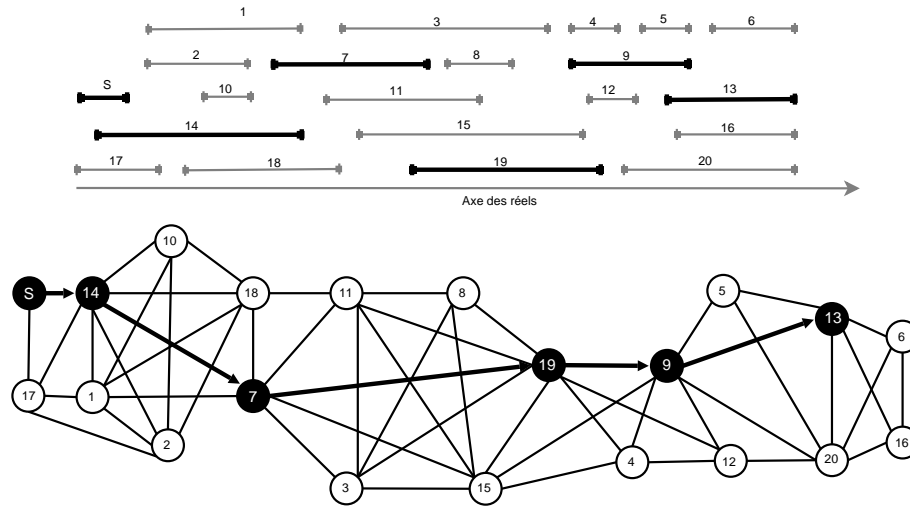 1 3 4 5 6
2 7 8 9
S 10 11 12 13
14 15 16
17 18 19 20
Axe des réels
10
S 14 18 11 8 5 13
6
19 9
17 1 7
2 16
3 15 4 12 20